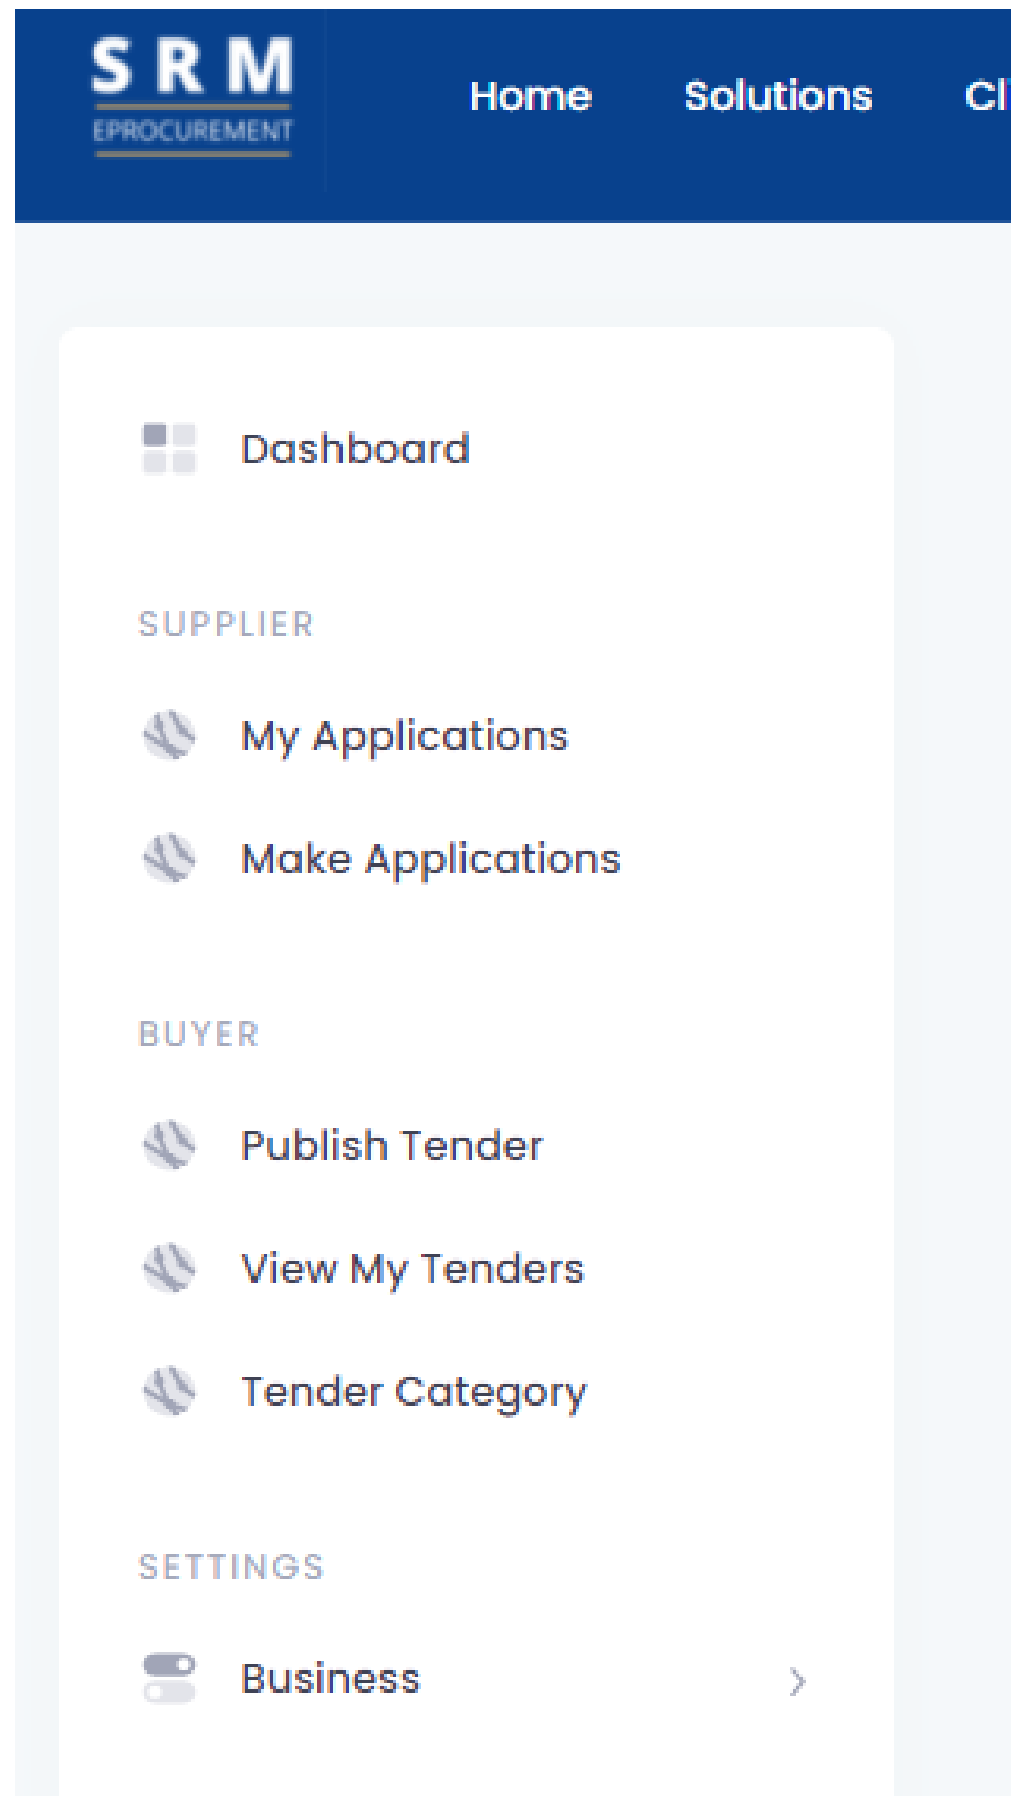 S R M
EPROCUREMENT
Home Solutions
Dashboard
SUPPLIER
My Applications
Make Applications
BUYER
Publish Tender
View My Tenders
Tender Category
SETTINGS
Business